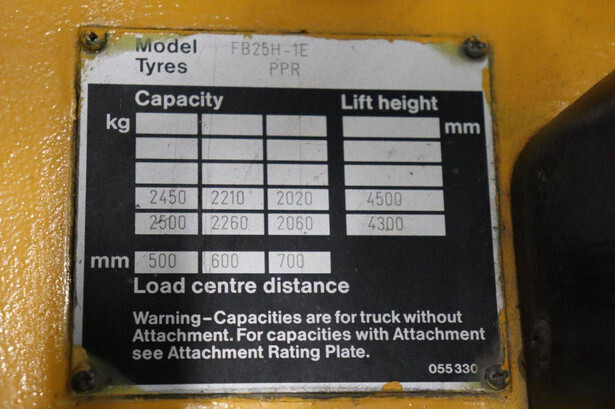 Model FB25H-1E
Tyres PPR
Capacity Lift height
kg mm
2450 2210 2020 4500
2500 2260 2060 4300
mm 500 600 700
Load centre distance
Warning-Capacities are for truck without
Attachment. For capacities with Attachment
see Attachment Rating Plate.
055 330